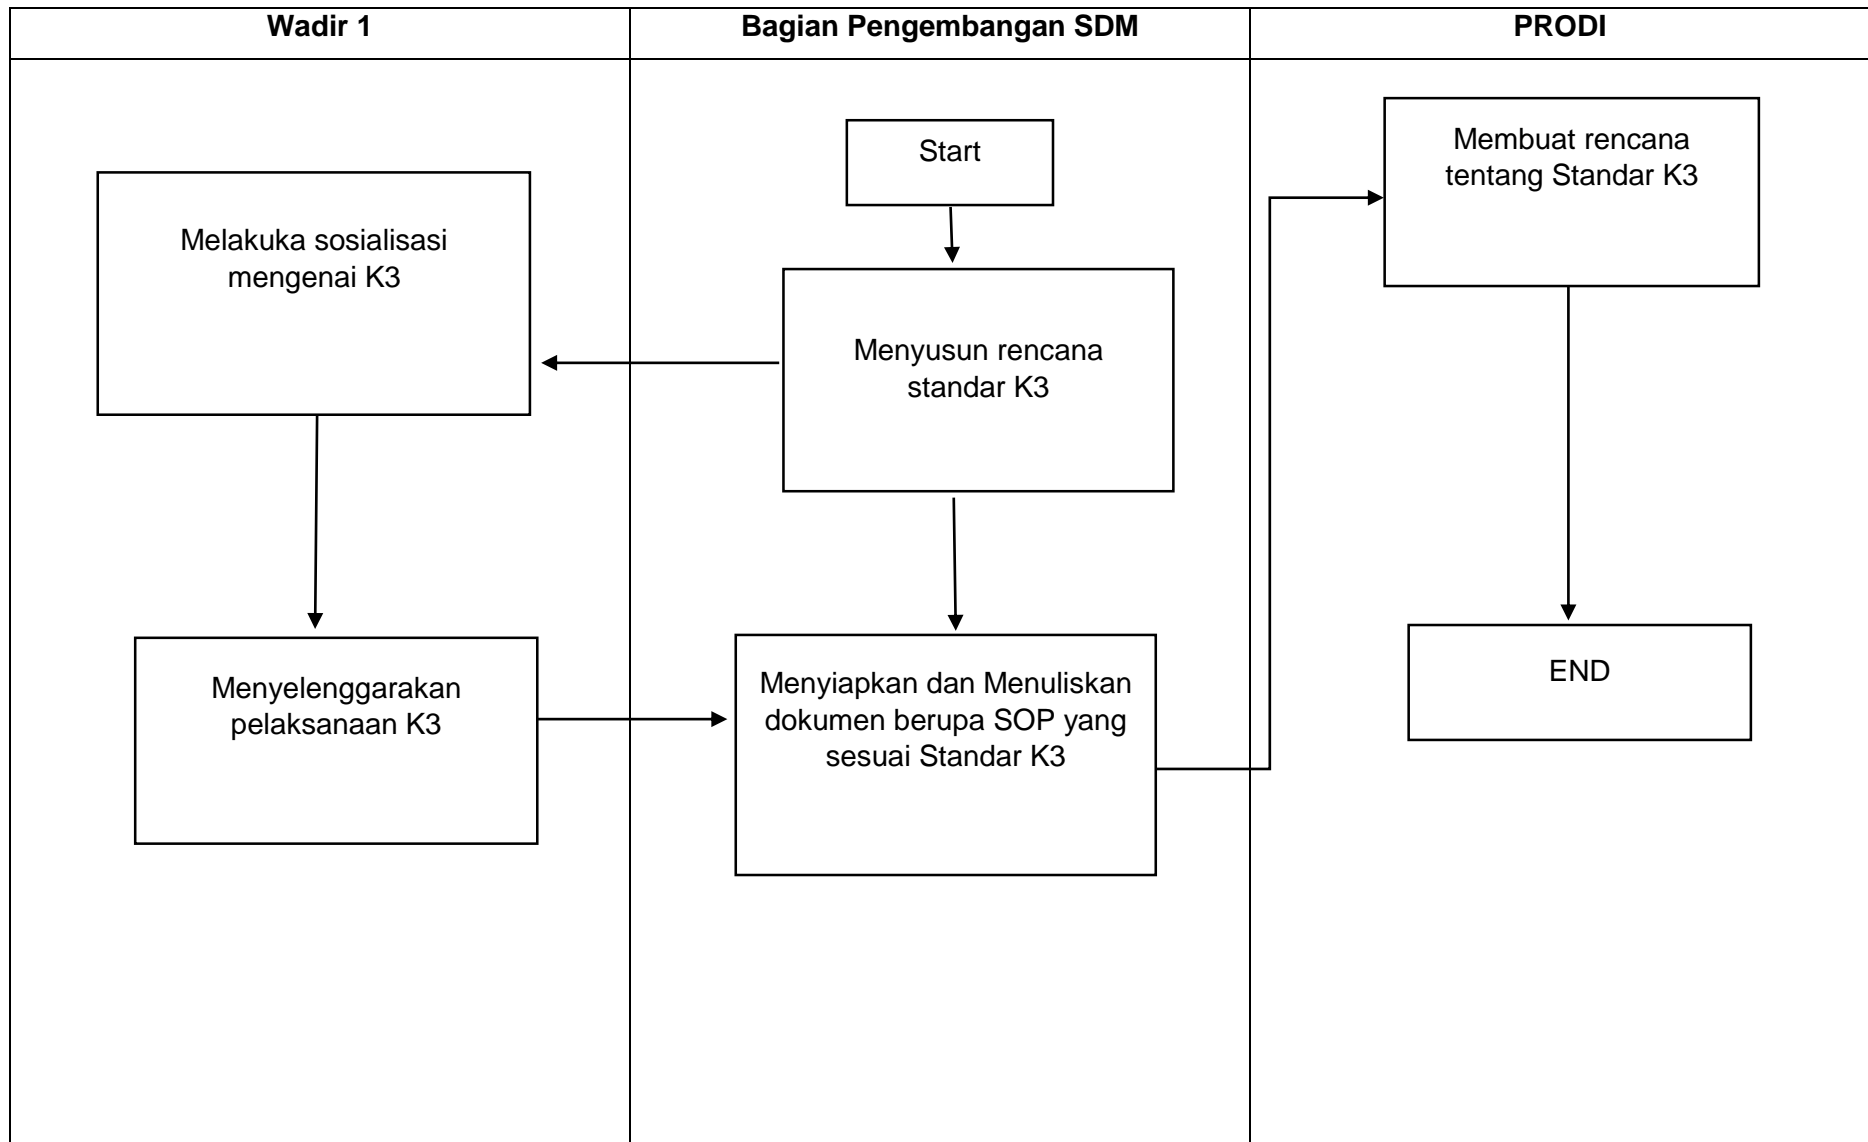 Wadir 1
Bagian Pengembangan SDM
PRODI
Melakuka sosialisasi
mengenai K3
Menyelenggarakan
pelaksanaan K3
Start
Menyusun rencana
standar K3
Menyiapkan dan Menuliskan
dokumen berupa SOP yang
sesuai Standar K3
Membuat rencana
tentang Standar K3
END